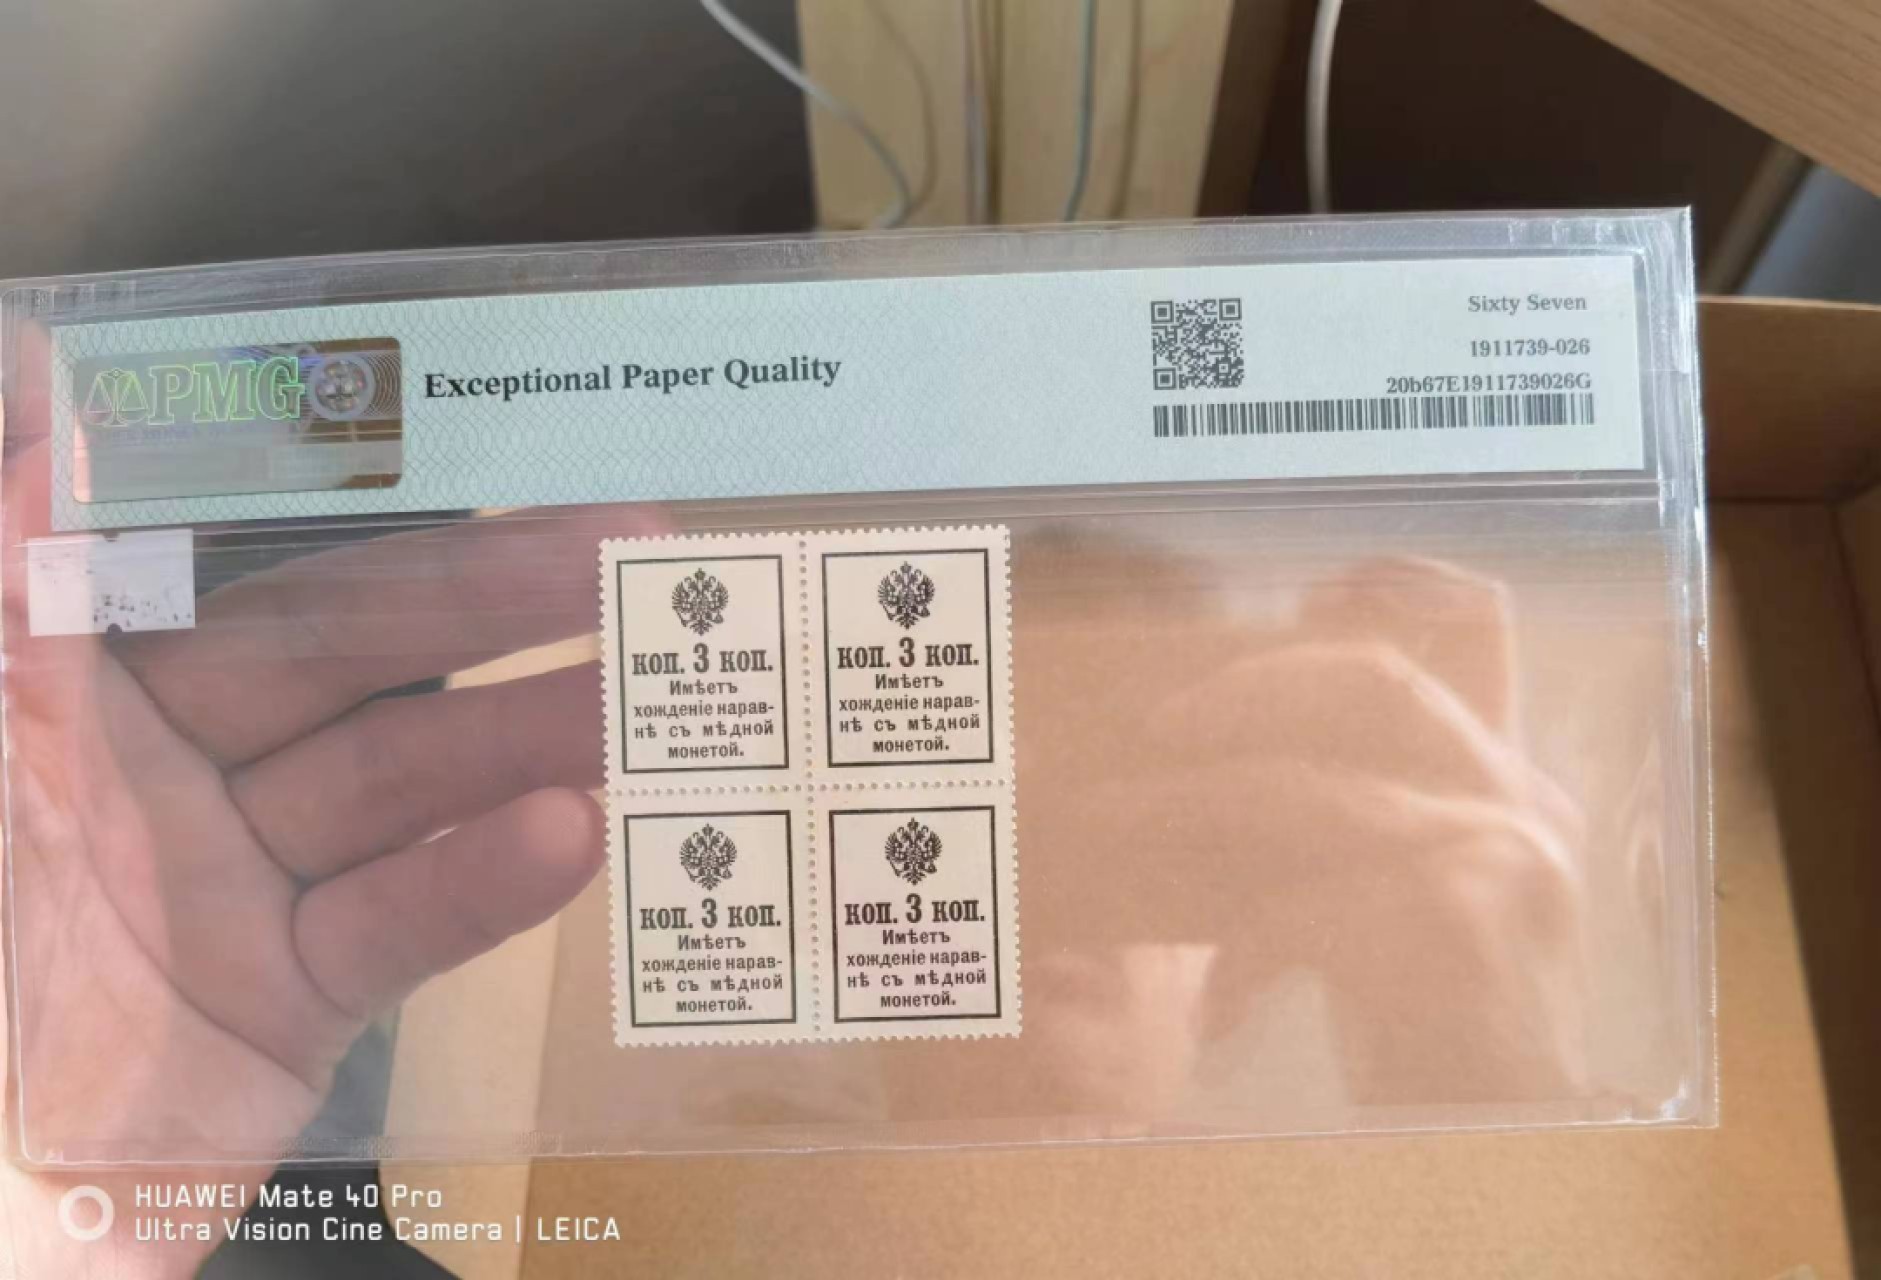 PMG
Exceptional Paper Quality
Sixty Seven
1911739-026
20b67E1911739026G
коп. 3 коп.
Имѣетъ
хожденіе нарав-
нѣ съ мѣдной
монетой.
коп. 3 коп.
Имѣетъ
хожденіе нарав-
нѣ съ мѣдной
монетой.
коп. 3 коп.
Имѣетъ
хожденіе нарав-
нѣ съ мѣдной
монетой.
коп. 3 коп.
Имѣетъ
хожденіе нарав-
нѣ съ мѣдной
монетой.
HUAWEI Mate 40 Pro
Ultra Vision Cine Camera | LEICA